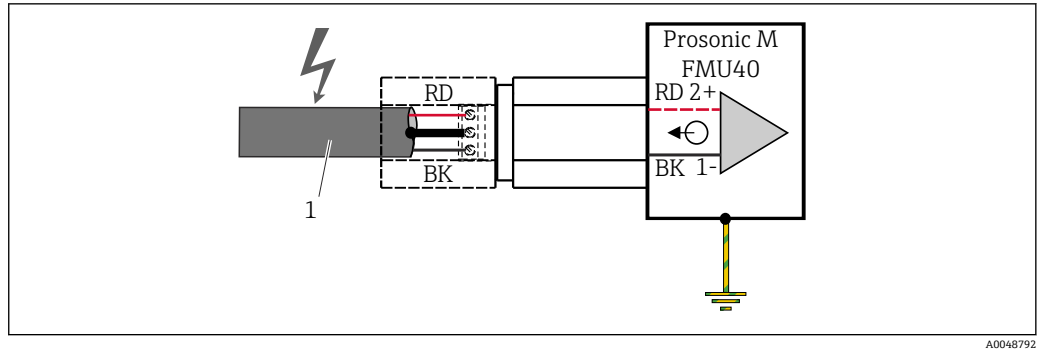 Prosonic M
FMU40
RD
RD 2+
BK 1-
BK
1
A0048792